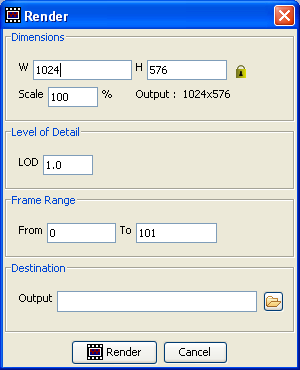 Render
Dimensions
W 1024 H 576
Scale 100 % Output : 1024x576
Level of Detail
LOD 1.0
Frame Range
From 0 To 101
Destination
Output
Render Cancel